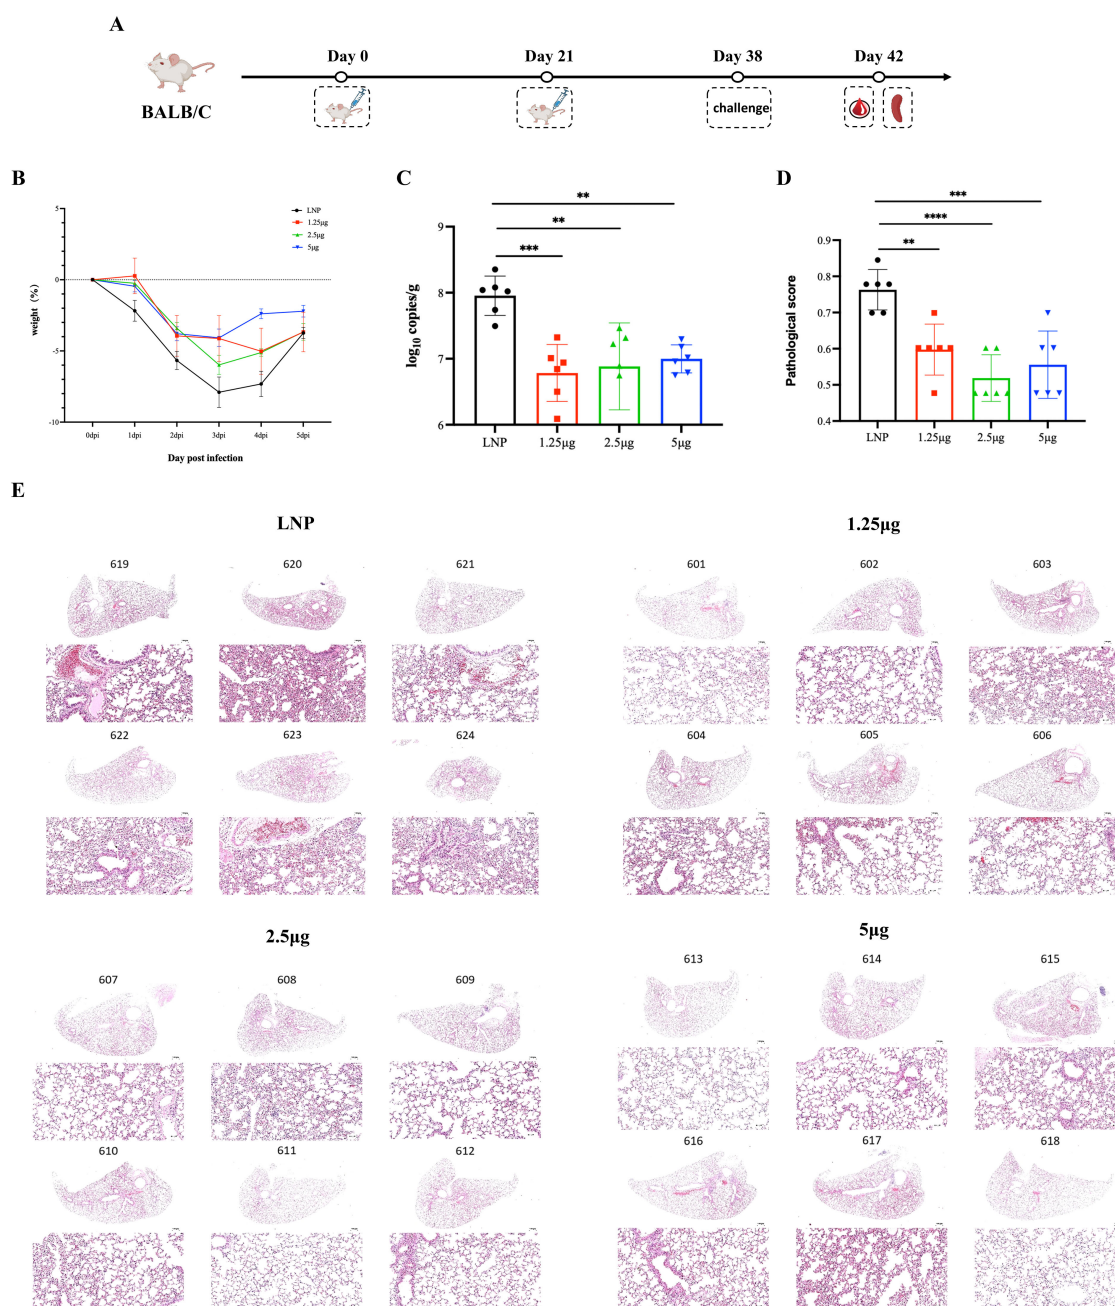 A
Day 0 Day 21 Day 38 Day 42
BALB/C
challenge
B
5
0
-5
-10
weight（%）
LNP
1.25μg
2.5μg
5μg
0dpi 1dpi 2dpi 3dpi 4dpi 5dpi
Day post infection
C
**
**
***
9
8
7
6
log10 copies/g
LNP 1.25μg 2.5μg 5μg
D
***
****
**
0.9
0.8
0.7
0.6
0.5
0.4
Pathological score
LNP 1.25μg 2.5μg 5μg
E
LNP
619 620 621
622 623 624
1.25μg
601 602 603
604 605 606
2.5μg
607 608 609
610 611 612
5μg
613 614 615
616 617 618